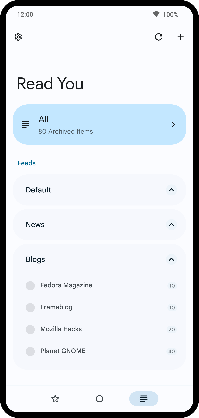 12:00
100%
Read You
All
80 Archived Items
Feeds
Default
News
Blogs
Fedora Magazine
Frameblog
Mozilla Hacks
Planet GNOME